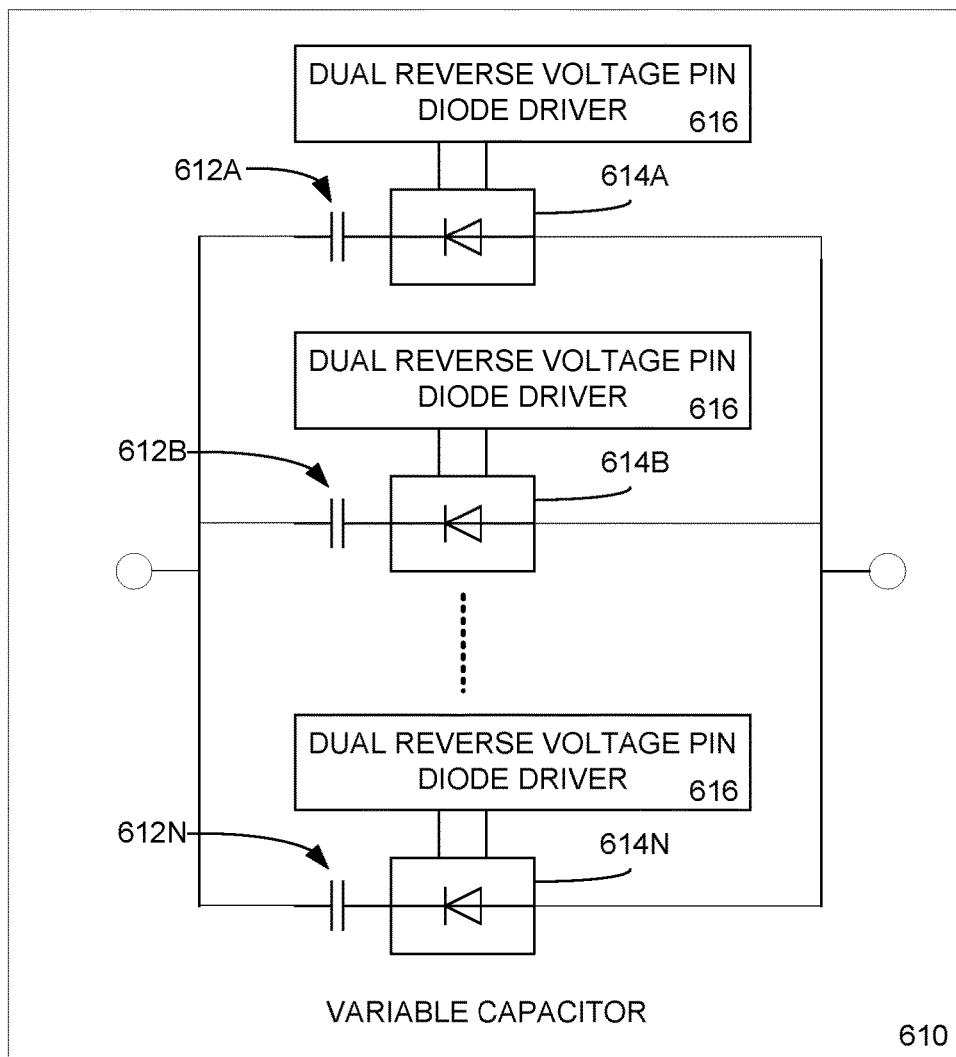 DUAL REVERSE VOLTAGE PIN
DIODE DRIVER
616
612A
614A
DUAL REVERSE VOLTAGE PIN
DIODE DRIVER
616
612B
614B
DUAL REVERSE VOLTAGE PIN
DIODE DRIVER
616
612N
614N
VARIABLE CAPACITOR
610